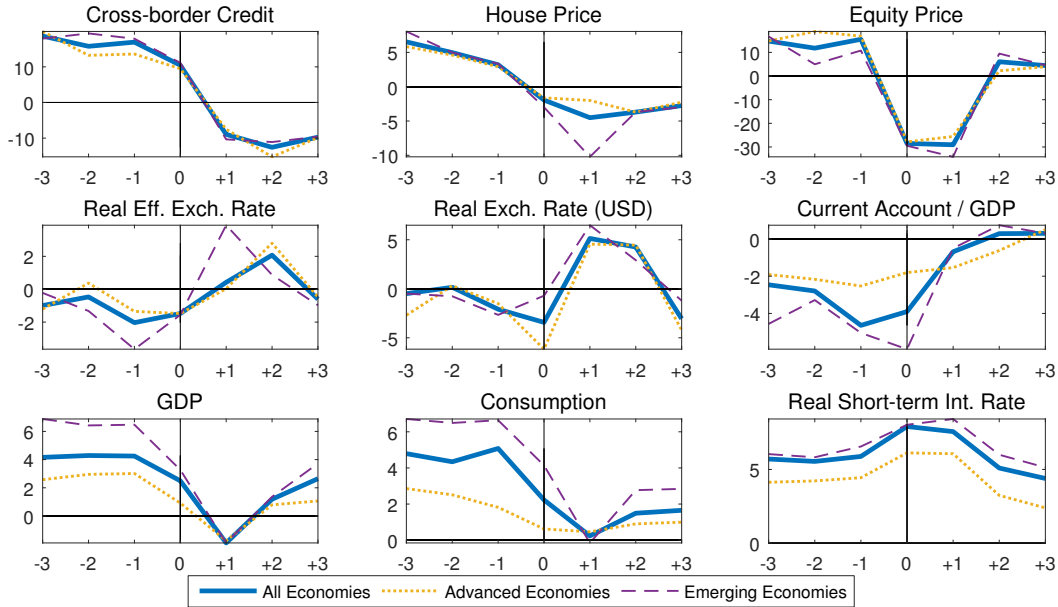 Cross-border Credit
House Price
Equity Price
10
0
-10
-3 -2 -1 0 +1 +2 +3
5
0
-5
-10
-3 -2 -1 0 +1 +2 +3
10
0
-10
-20
-30
-3 -2 -1 0 +1 +2 +3
Real Eff. Exch. Rate
Real Exch. Rate (USD)
Current Account / GDP
2
0
-2
-3 -2 -1 0 +1 +2 +3
5
0
-5
-3 -2 -1 0 +1 +2 +3
0
-2
-4
-3 -2 -1 0 +1 +2 +3
GDP
Consumption
Real Short-term Int. Rate
6
4
2
0
-3 -2 -1 0 +1 +2 +3
6
4
2
0
-3 -2 -1 0 +1 +2 +3
5
0
-3 -2 -1 0 +1 +2 +3
All Economies Advanced Economies Emerging Economies